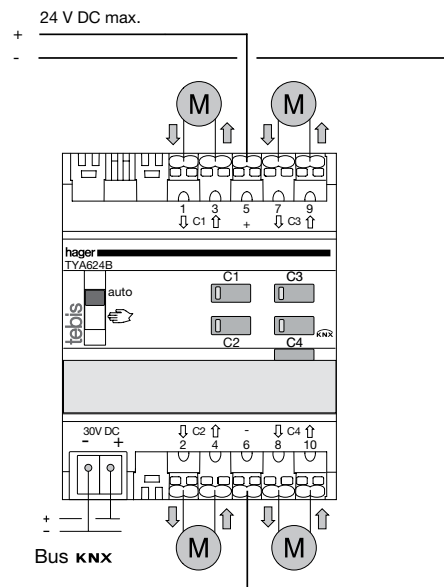 24 V DC max.
+
-
M M
1 3 5 7 9
C1 + C3
hager
TYA624B
C1 C3
auto
tebis
C2 C4
KNX
30V DC
- +
C2 - C4
2 4 6 8 10
+
-
M M
Bus KNX